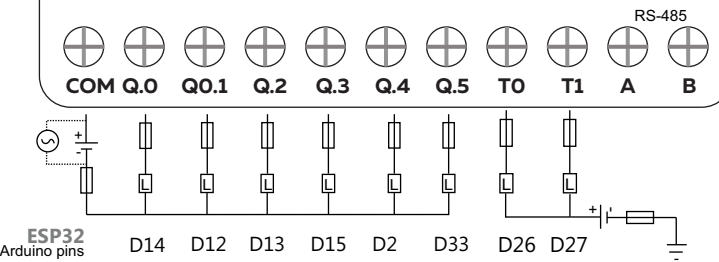 RS-485
COM Q.0 Q0.1 Q.2 Q.3 Q.4 Q.5 T0 T1 A B
+
-
L L L L L L L L
+ '
ESP32
Arduino pins D14 D12 D13 D15 D2 D33 D26 D27